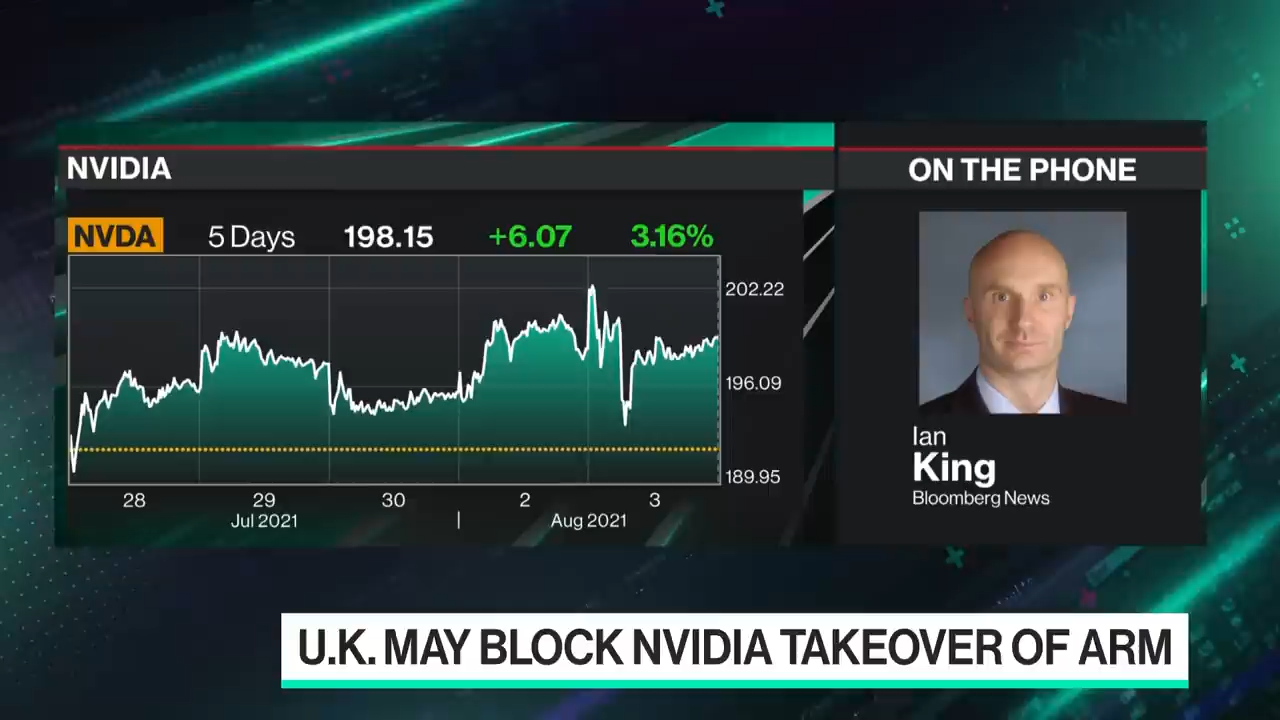 NVIDIA
NVDA 5 Days 198.15 +6.07 3.16%
202.22
196.09
189.95
28 29 30 2 3
Jul 2021 | Aug 2021
ON THE PHONE
Ian
King
Bloomberg News
U.K. MAY BLOCK NVIDIA TAKEOVER OF ARM